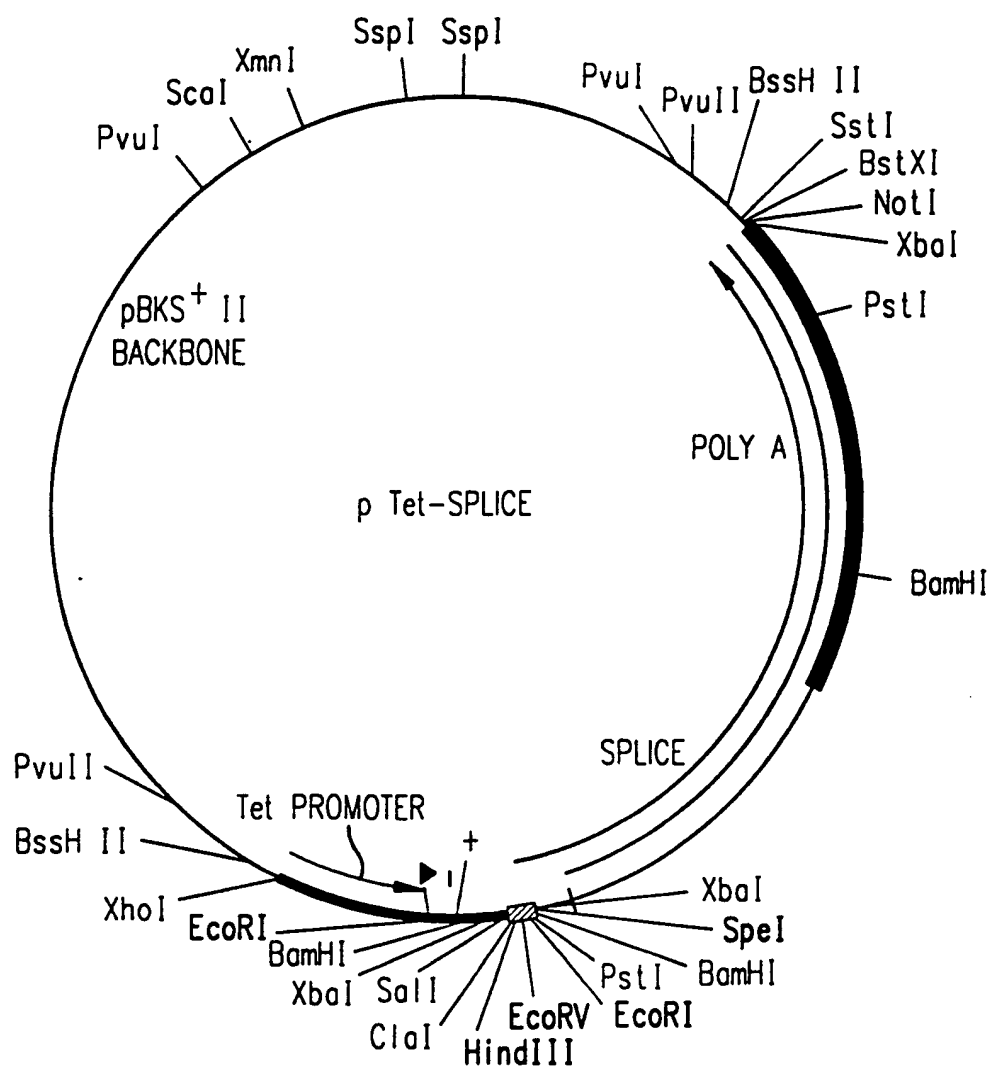 SspI SspI
XmnI
ScaI
PvuI
PvuI
PvuII
BssH II
SstI
BstXI
NotI
XbaI
PstI
pBKS+ II
BACKBONE
POLY A
p Tet-SPLICE
BamHI
SPLICE
PvuII
Tet PROMOTER
BssH II
+
XhoI
EcoRI
BamHI
XbaI
SalI
ClaI
HindIII
EcoRV
EcoRI
PstI
BamHI
SpeI
XbaI